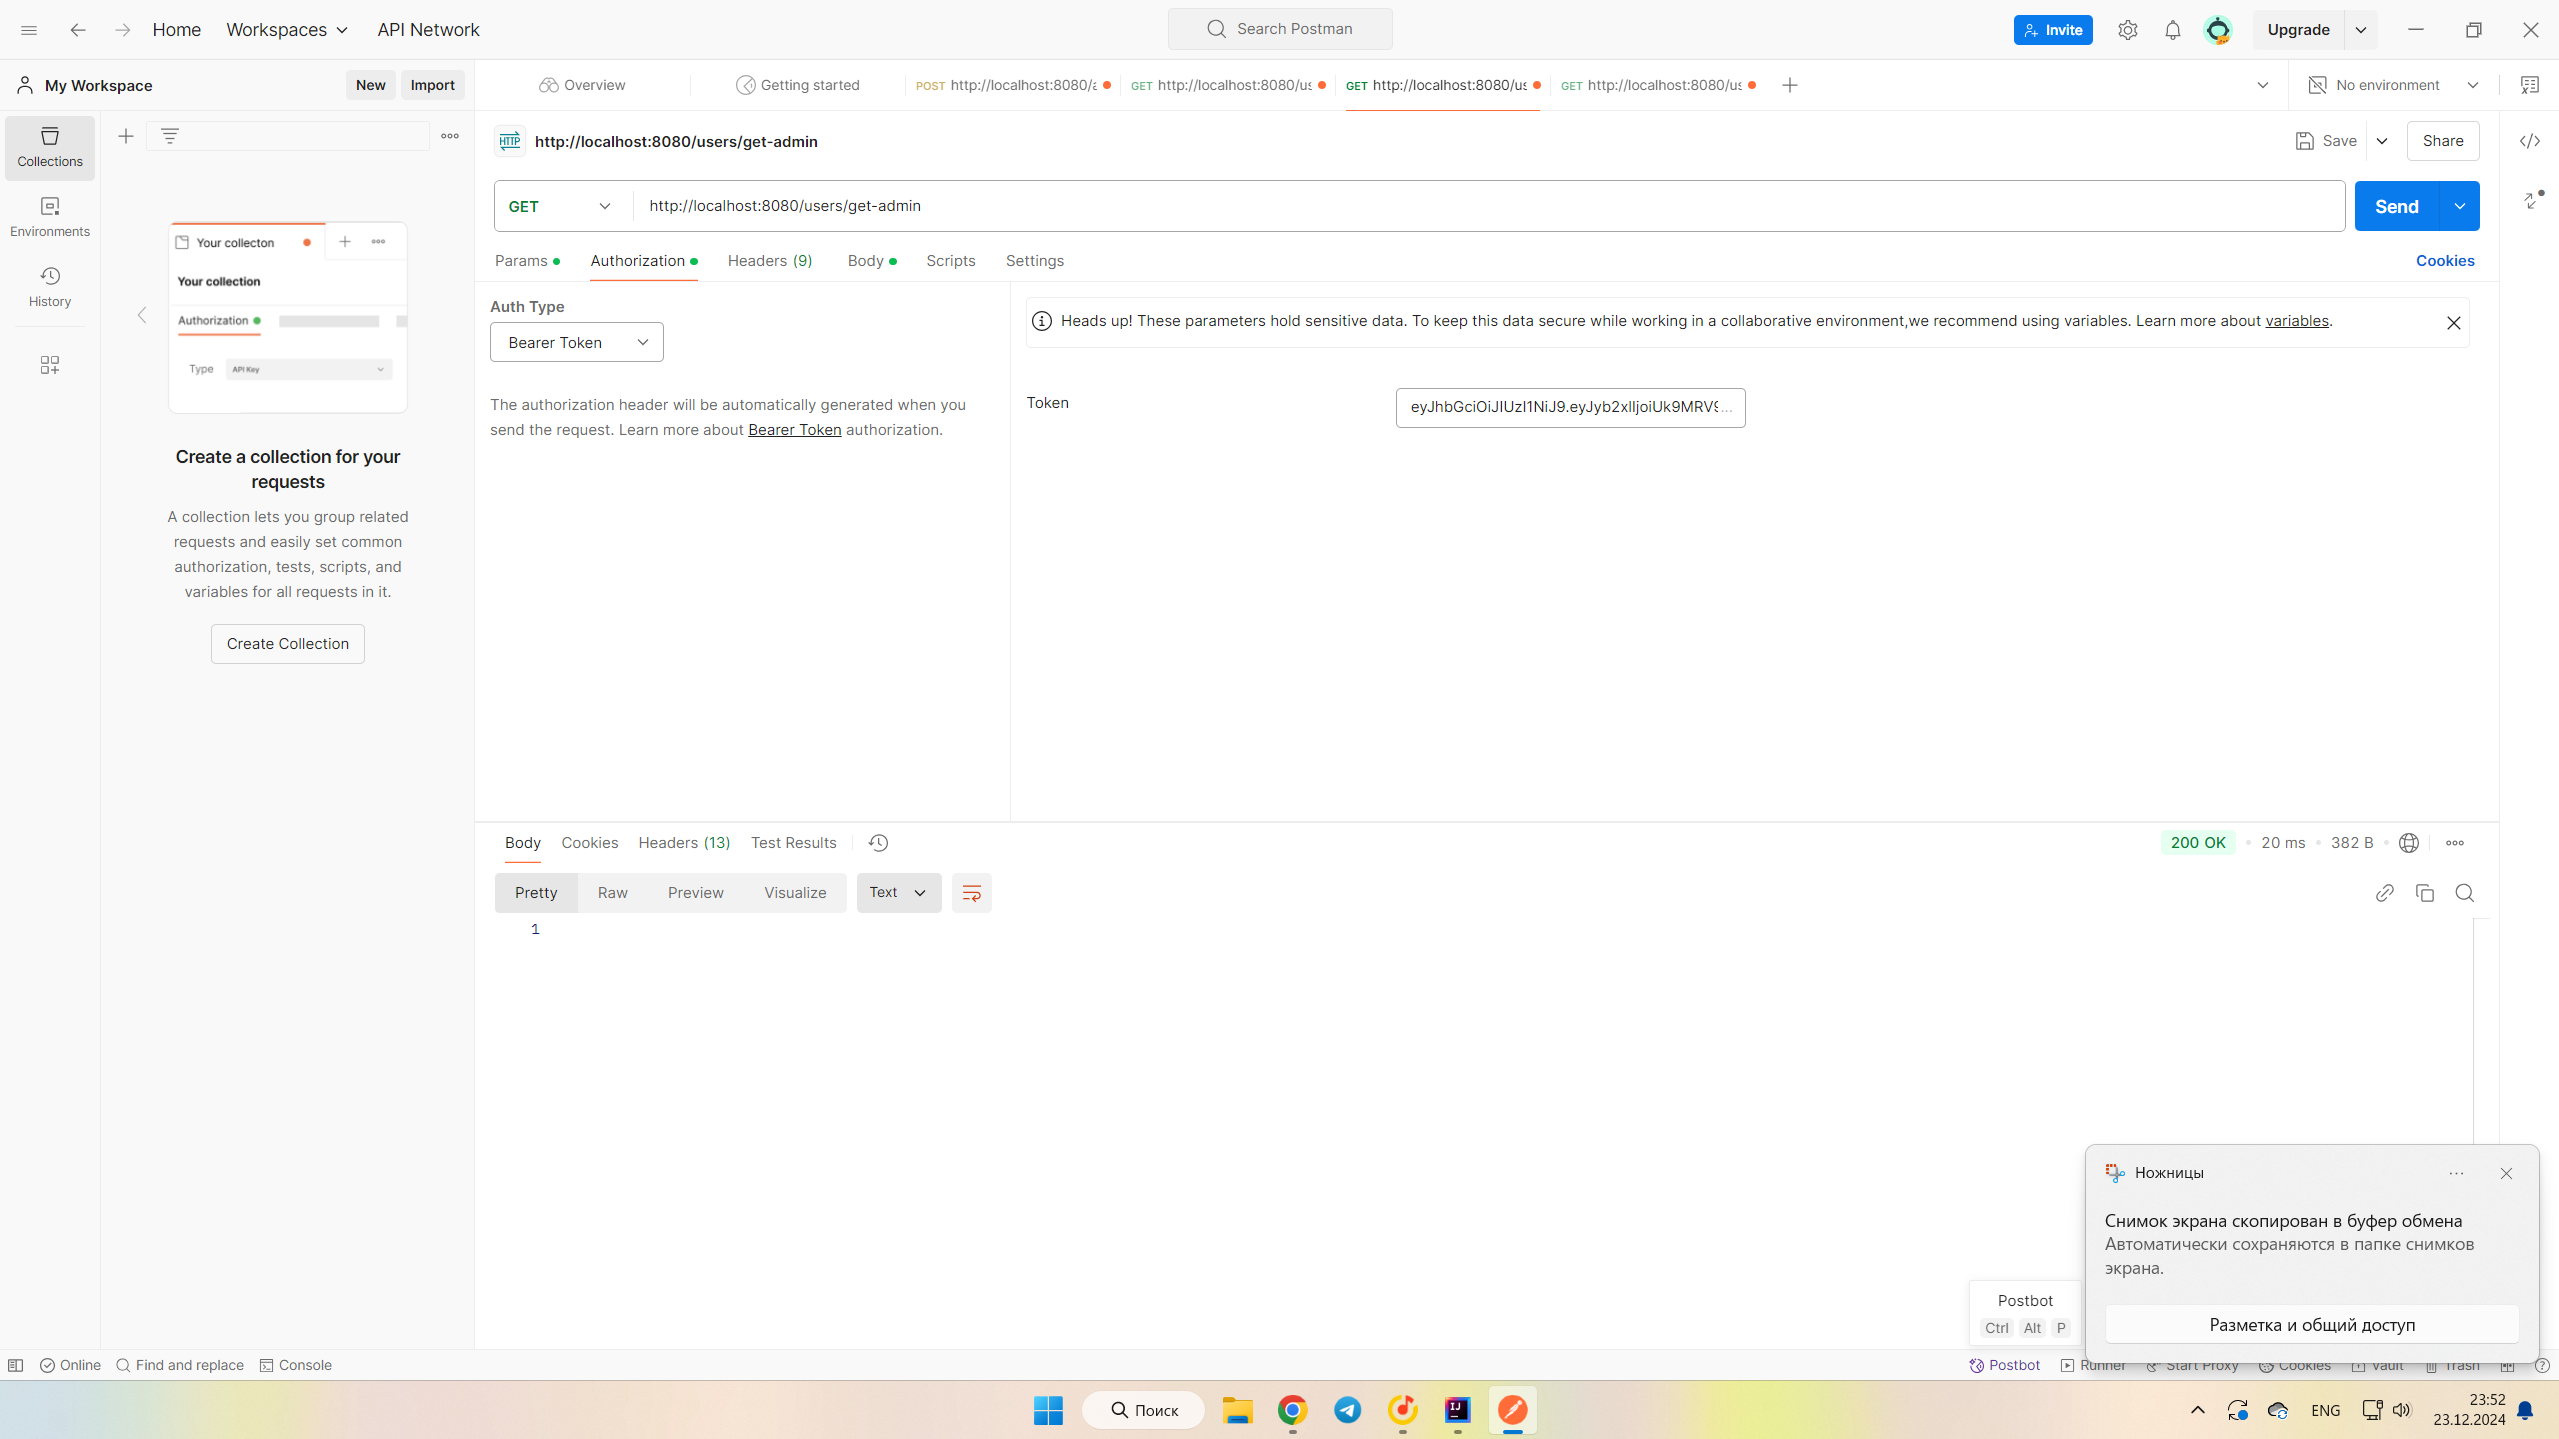 Home
Workspaces
API Network
Search Postman
Invite
Upgrade
My Workspace
New
Import
Overview
Getting started
POST http://localhost:8080/a
GET http://localhost:8080/us
GET http://localhost:8080/us
GET http://localhost:8080/us
No environment
Collections
Environments
History
Your collecton
Your collection
Authorization
Type
API Key
Create a collection for your
requests
A collection lets you group related
requests and easily set common
authorization, tests, scripts, and
variables for all requests in it.
Create Collection
HTTP
http://localhost:8080/users/get-admin
Save
Share
GET
http://localhost:8080/users/get-admin
Send
Params
Authorization
Headers (9)
Body
Scripts
Settings
Cookies
Auth Type
Bearer Token
The authorization header will be automatically generated when you
send the request. Learn more about Bearer Token authorization.
Heads up! These parameters hold sensitive data. To keep this data secure while working in a collaborative environment,we recommend using variables. Learn more about variables.
Token
eyJhbGciOiJIUzI1NiJ9.eyJyb2xlIjoiUk9MRV9...
Body
Cookies
Headers (13)
Test Results
200 OK
20 ms
382 B
Pretty
Raw
Preview
Visualize
Text
1
Ножницы
Снимок экрана скопирован в буфер обмена
Автоматически сохраняются в папке снимков
экрана.
Разметка и общий доступ
Postbot
Ctrl Alt P
Online
Find and replace
Console
Postbot
Runner
Start Proxy
Cookies
Vault
Trash
Поиск
IJ
ENG
23:52
23.12.2024